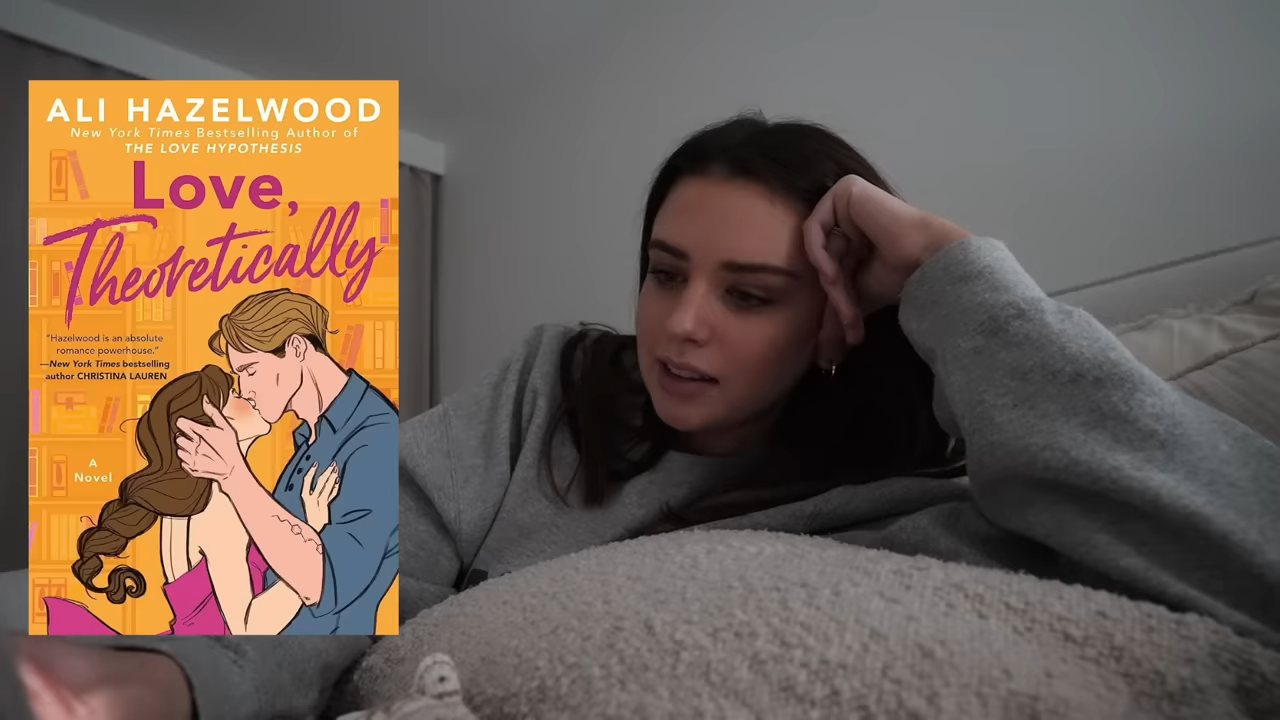 ALI HAZELWOOD
New York Times Bestselling Author of
THE LOVE HYPOTHESIS
Love,
Theoretically
"Hazelwood is an absolute
romance powerhouse."
—New York Times bestselling
author CHRISTINA LAUREN
A
Novel